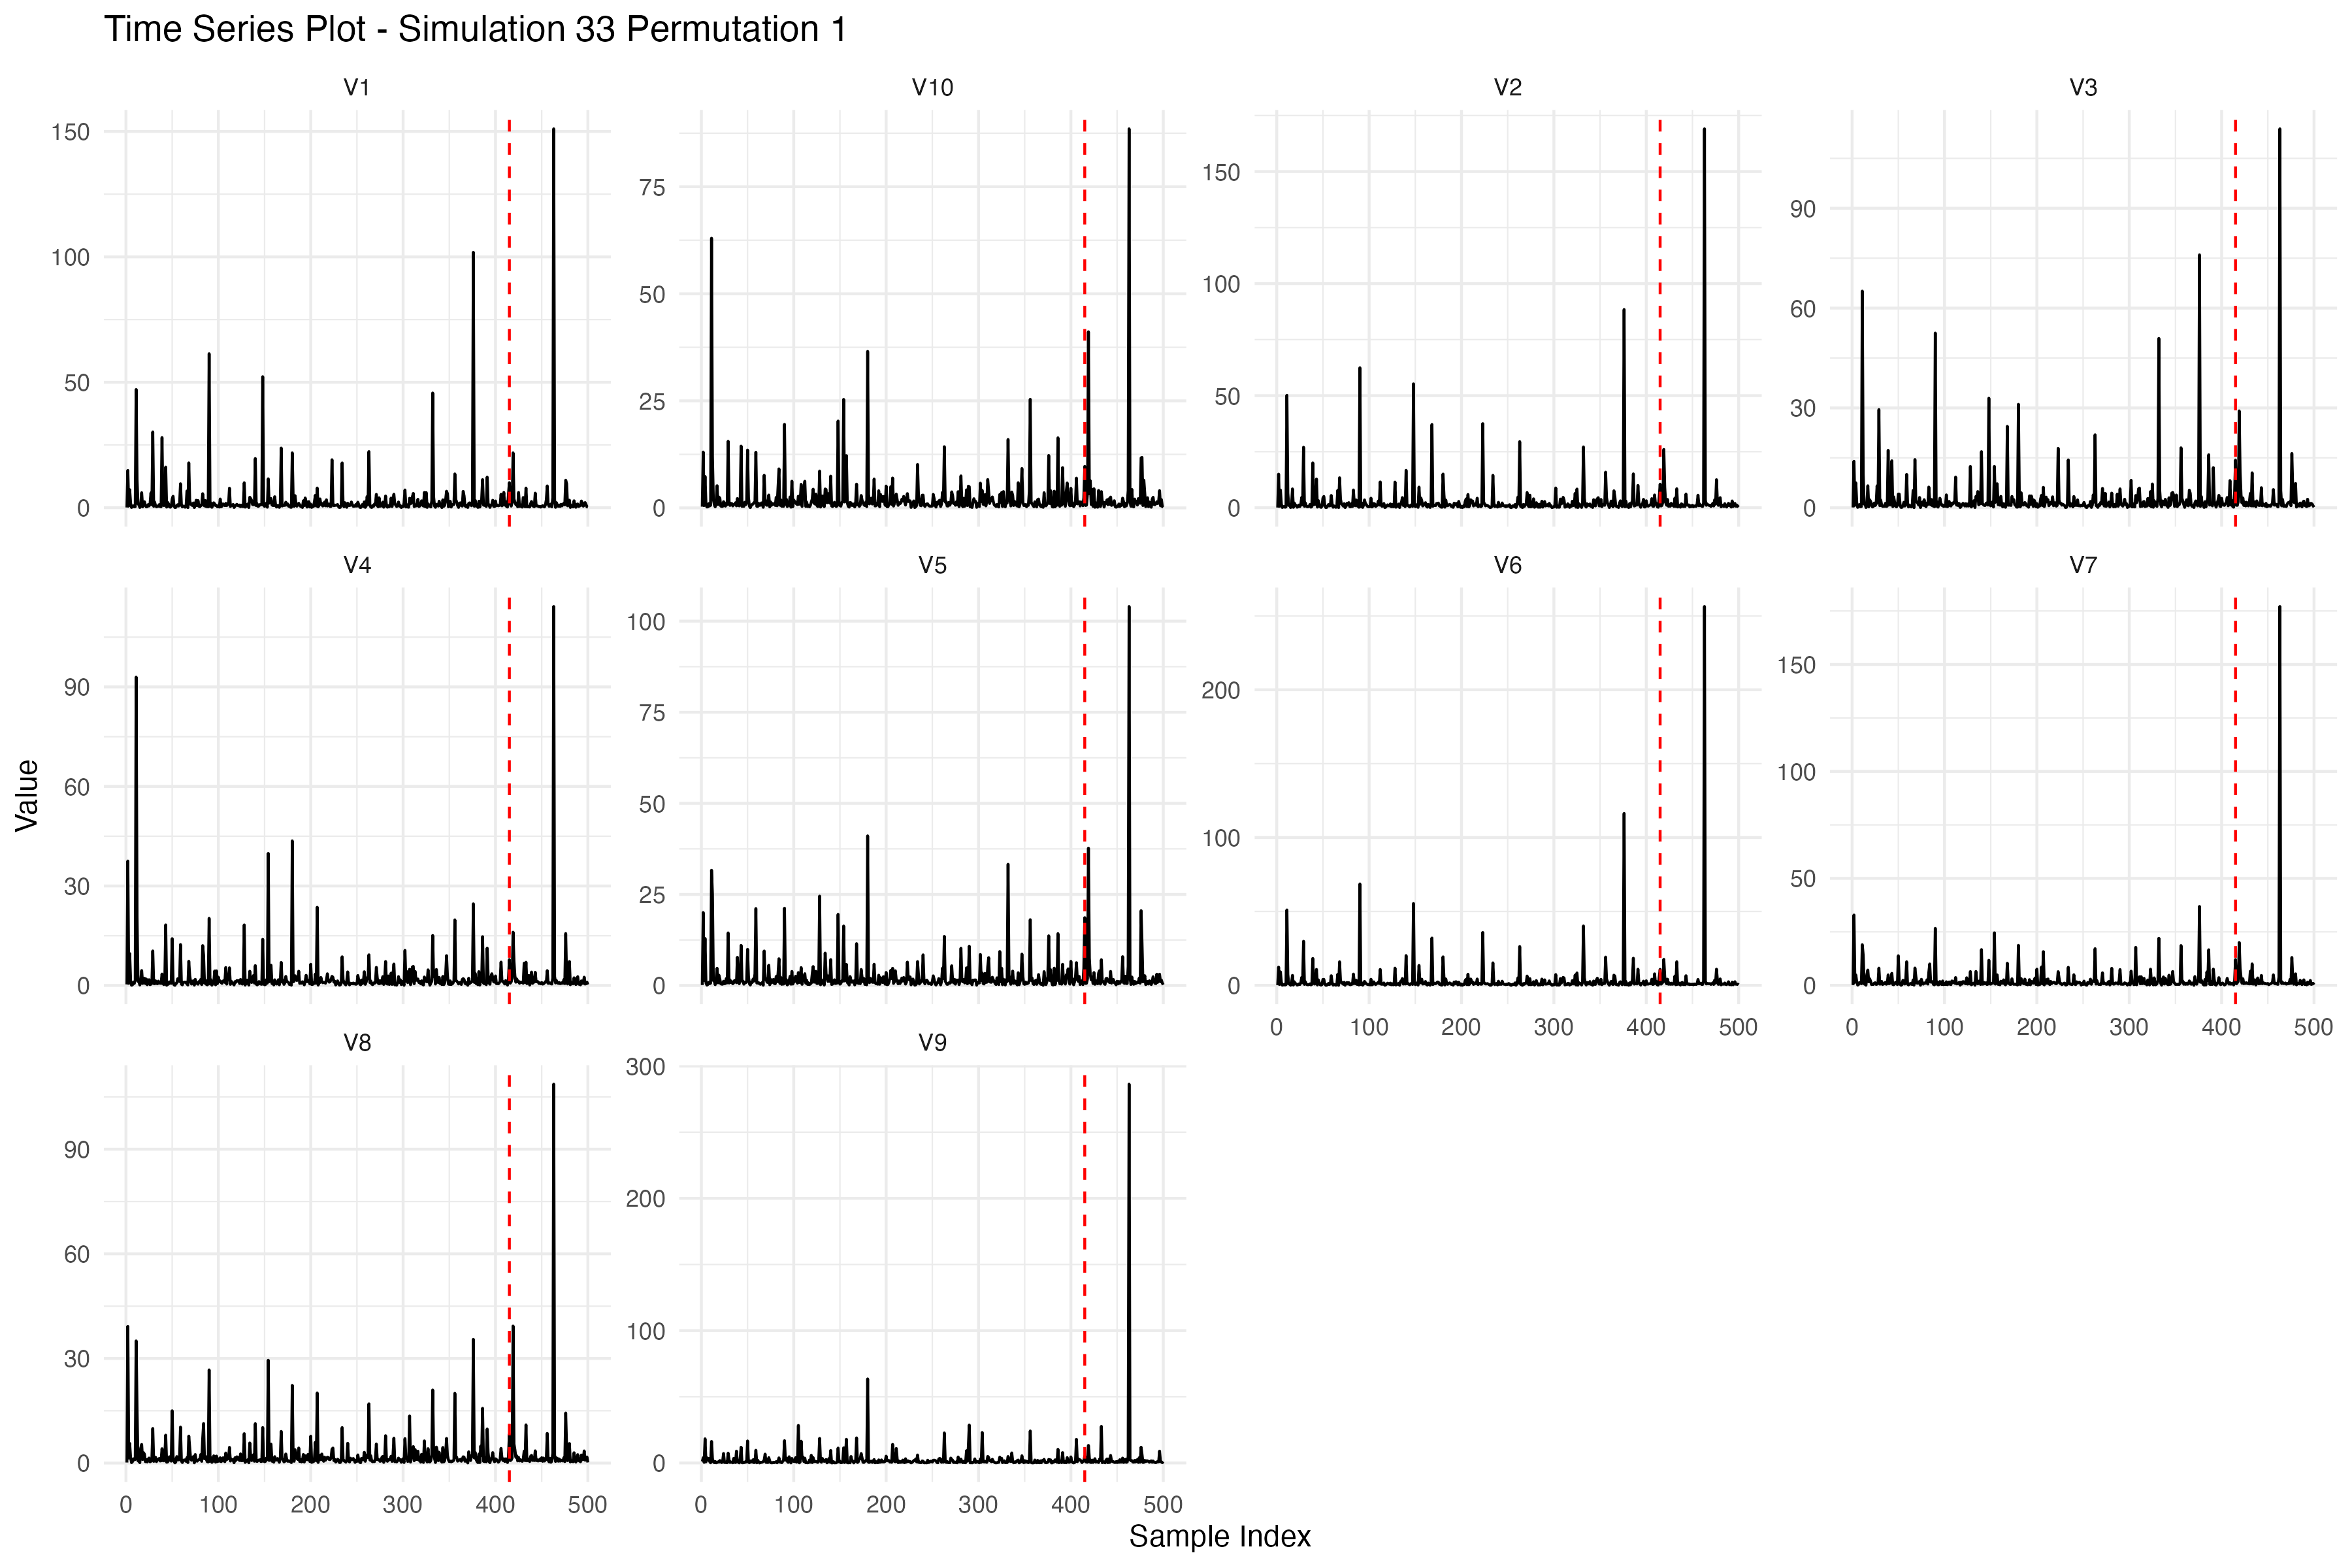 Time Series Plot - Simulation 33 Permutation 1
V1 V10 V2 V3
150 100 50 0
75 50 25 0
150 100 50 0
90 60 30 0
V4 V5 V6 V7
90 60 30 0
100 75 50 25 0
200 100 0
150 100 50 0
0 100 200 300 400 500
0 100 200 300 400 500
V8 V9
90 60 30 0
300 200 100 0
0 100 200 300 400 500
0 100 200 300 400 500
Value
Sample Index